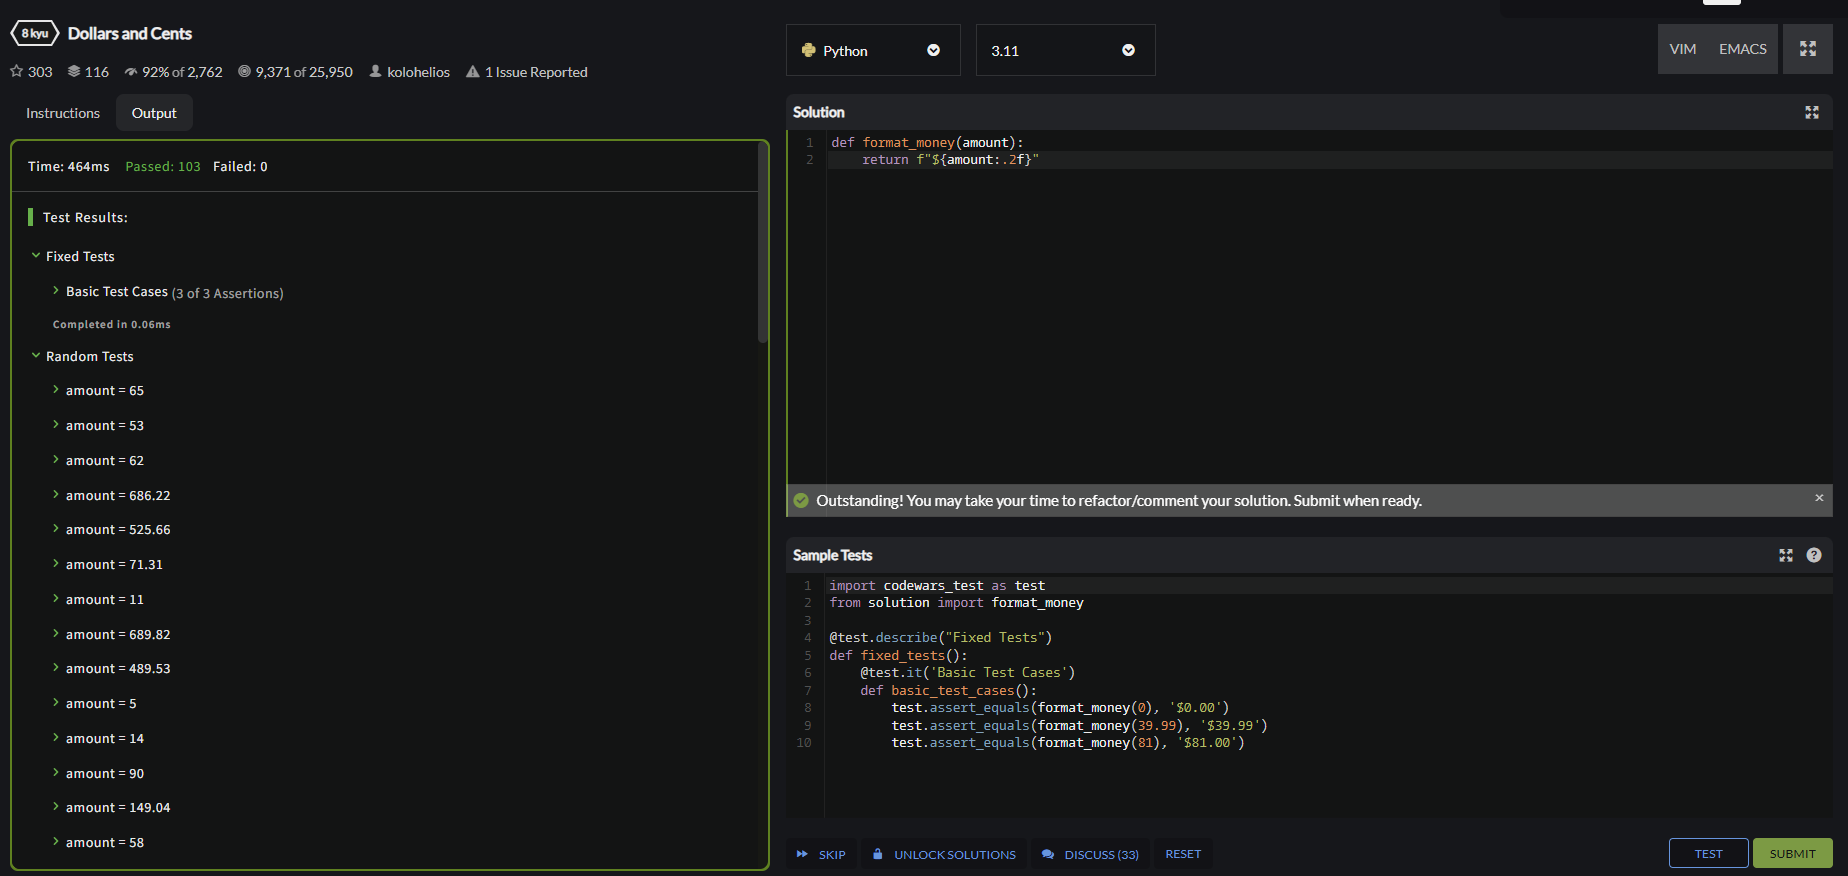 8 kyu Dollars and Cents
303 116 92% of 2,762 9,371 of 25,950 kolohelios 1 Issue Reported
Instructions Output
Time: 464ms Passed: 103 Failed: 0
Test Results:
Fixed Tests
Basic Test Cases (3 of 3 Assertions)
Completed in 0.06ms
Random Tests
amount = 65
amount = 53
amount = 62
amount = 686.22
amount = 525.66
amount = 71.31
amount = 11
amount = 689.82
amount = 489.53
amount = 5
amount = 14
amount = 90
amount = 149.04
amount = 58
Python 3.11 VIM EMACS
Solution
1 def format_money(amount):
2     return f"${amount:.2f}"
Outstanding! You may take your time to refactor/comment your solution. Submit when ready. ×
Sample Tests ?
1 import codewars_test as test
2 from solution import format_money
3
4 @test.describe("Fixed Tests")
5 def fixed_tests():
6     @test.it('Basic Test Cases')
7     def basic_test_cases():
8         test.assert_equals(format_money(0), '$0.00')
9         test.assert_equals(format_money(39.99), '$39.99')
10         test.assert_equals(format_money(81), '$81.00')
SKIP UNLOCK SOLUTIONS DISCUSS (33) RESET TEST SUBMIT